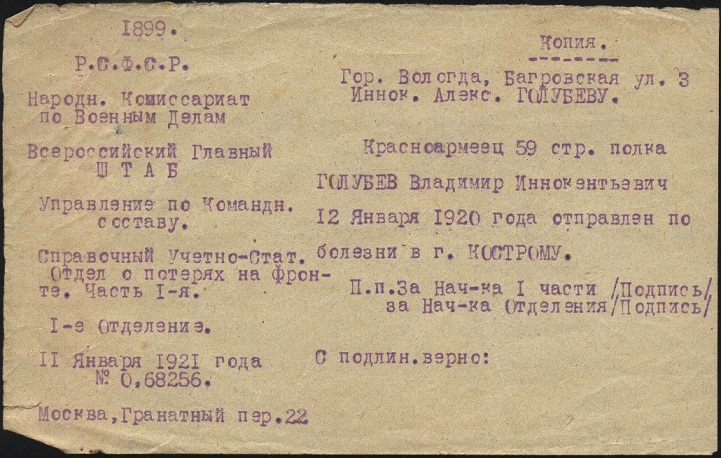 1899.
Р.С.Ф.С.Р.
Народн. Комиссариат
по Военным Делам
Всероссийский Главный
ШТАБ
Управление по Командн.
составу.
Справочный Учетно-Стат.
Отдел о потерях на Фрон-
те. Часть I-я.
I-е Отделение.
II Января 1921 года
№ 0.68256.
Москва,Гранатный пер.22
Копия.
Гор. Вологда, Багровская ул. 3
Иннок. Алекс. ГОЛУБЕВУ.
Красноармеец 59 стр. полка
ГОЛУБЕВ Владимир Иннокентьевич
12 Января 1920 года отправлен по
болезни в г. КОСТРОМУ.
П.п.За Нач-ка I части /Подпись/
за Нач-ка Отделения/Подпись/
С подлин.верно: